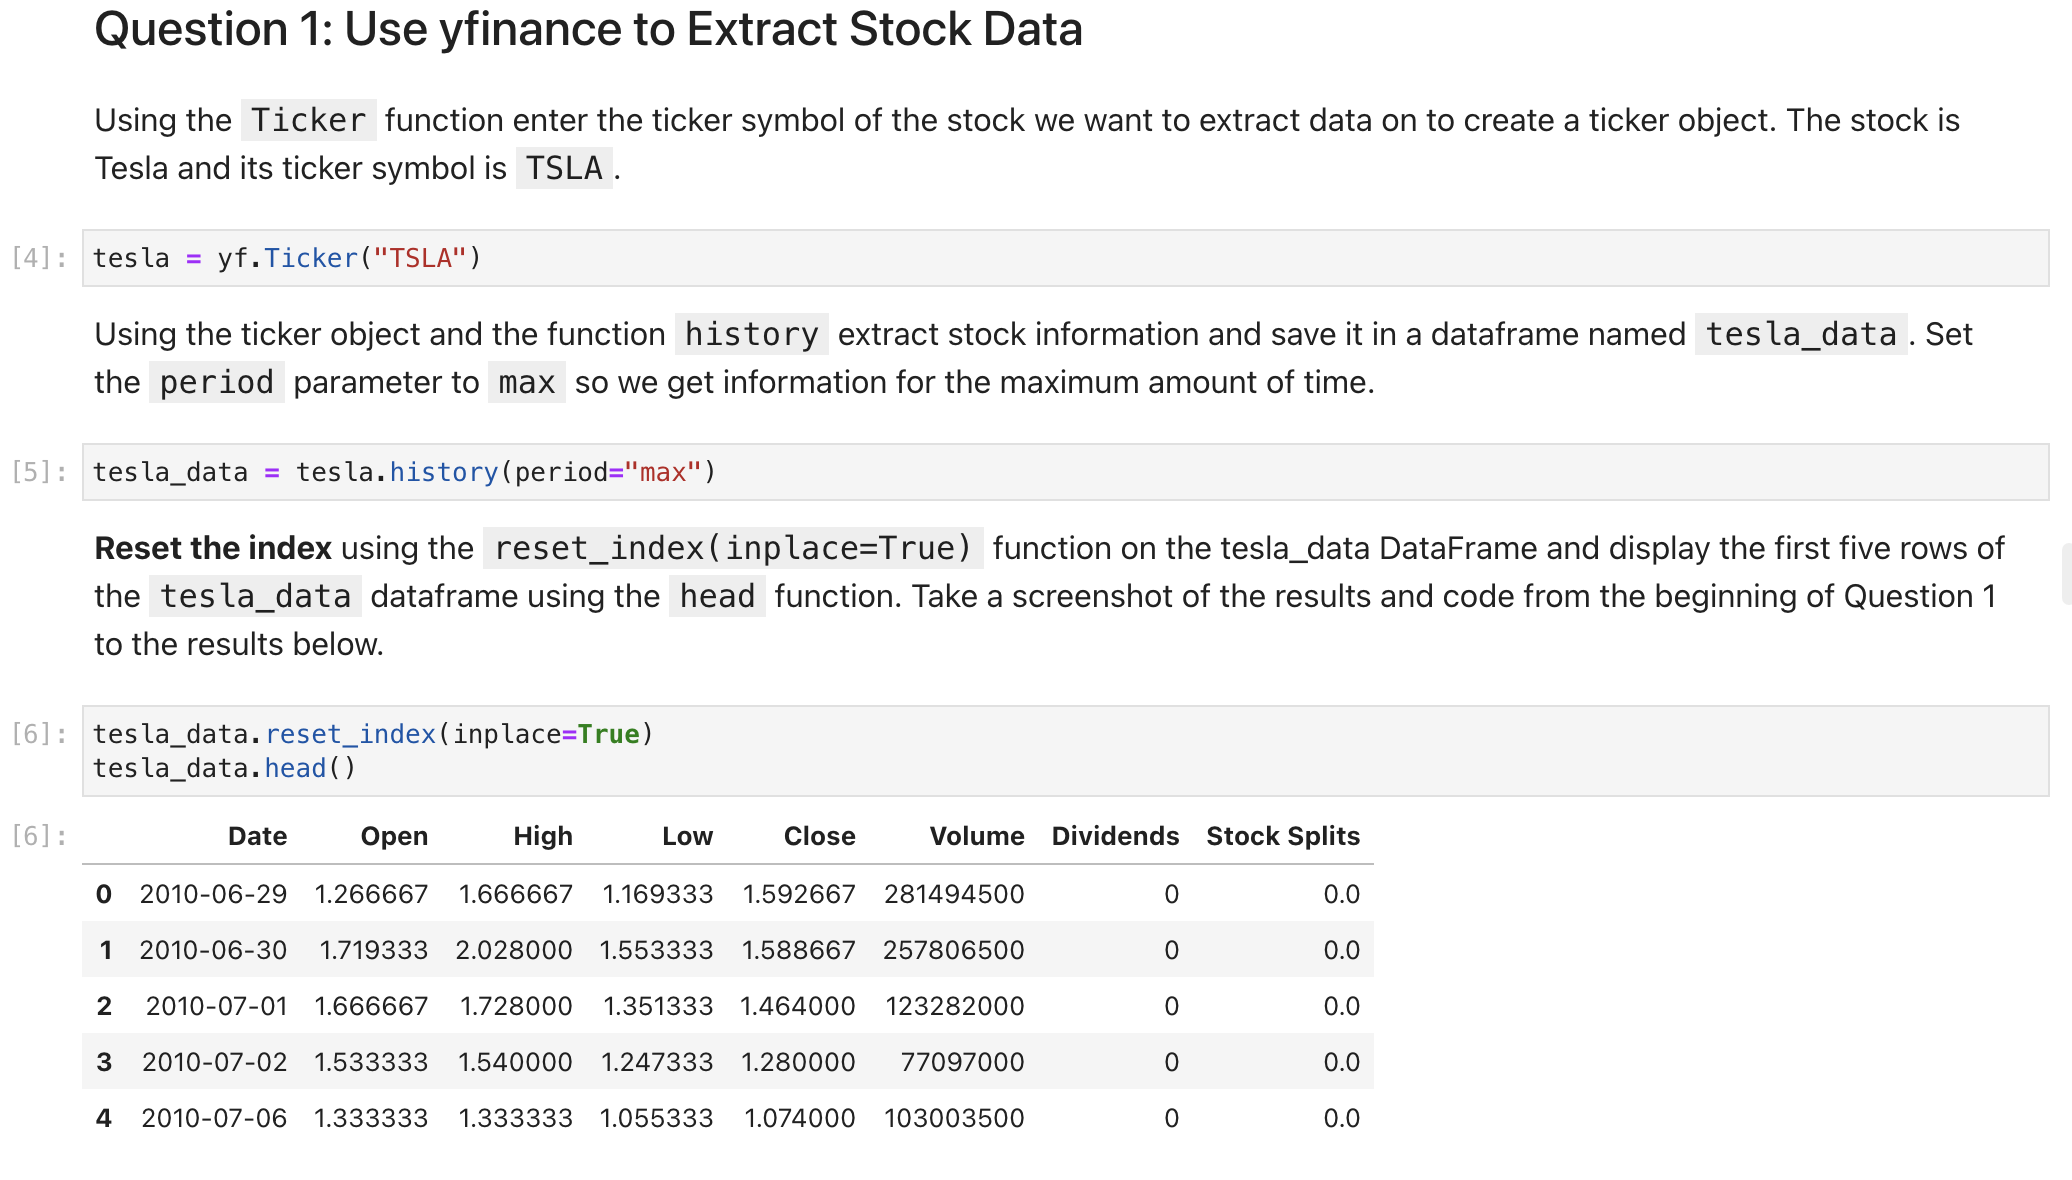 Question 1: Use yfinance to Extract Stock Data
Using the Ticker function enter the ticker symbol of the stock we want to extract data on to create a ticker object. The stock is
Tesla and its ticker symbol is TSLA.
[4]: tesla = yf.Ticker("TSLA")
Using the ticker object and the function history extract stock information and save it in a dataframe named tesla_data. Set
the period parameter to max so we get information for the maximum amount of time.
[5]: tesla_data = tesla.history(period="max")
Reset the index using the reset_index(inplace=True) function on the tesla_data DataFrame and display the first five rows of
the tesla_data dataframe using the head function. Take a screenshot of the results and code from the beginning of Question 1
to the results below.
[6]: tesla_data.reset_index(inplace=True)
tesla_data.head()
[6]: Date Open High Low Close Volume Dividends Stock Splits
0 2010-06-29 1.266667 1.666667 1.169333 1.592667 281494500 0 0.0
1 2010-06-30 1.719333 2.028000 1.553333 1.588667 257806500 0 0.0
2 2010-07-01 1.666667 1.728000 1.351333 1.464000 123282000 0 0.0
3 2010-07-02 1.533333 1.540000 1.247333 1.280000 77097000 0 0.0
4 2010-07-06 1.333333 1.333333 1.055333 1.074000 103003500 0 0.0